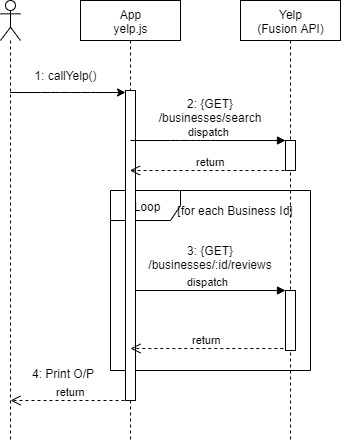 App
yelp.js
Yelp
(Fusion API)
1: callYelp()
2: {GET}
/businesses/search
dispatch
return
Loop
[for each Business Id]
3: {GET}
/businesses/:id/reviews
dispatch
return
4: Print O/P
return